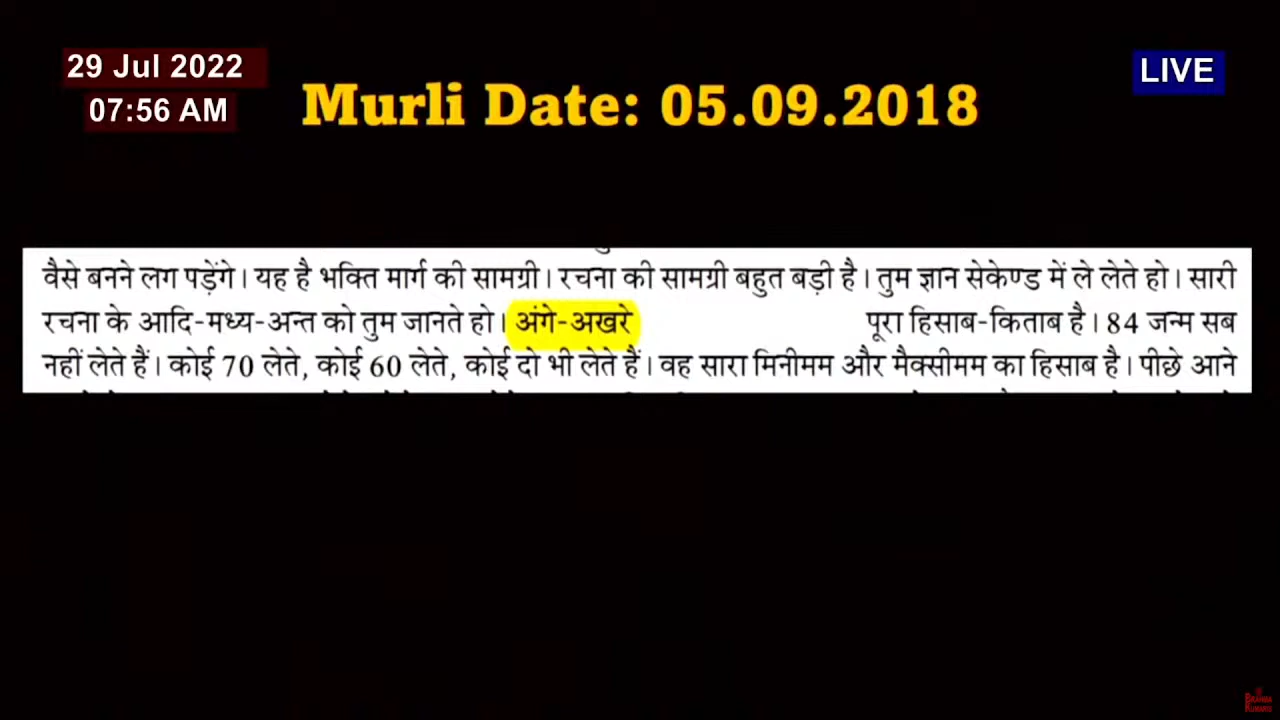 29 Jul 2022
07:56 AM
Murli Date: 05.09.2018
LIVE
वैसे बनने लग पड़ेंगे। यह है भक्ति मार्ग की सामग्री। रचना की सामग्री बहुत बड़ी है। तुम ज्ञान सेकेण्ड में ले लेते हो। सारी
रचना के आदि-मध्य-अन्त को तुम जानते हो। अंगे-अखरे पूरा हिसाब-किताब है। 84 जन्म सब
नहीं लेते हैं। कोई 70 लेते, कोई 60 लेते, कोई दो भी लेते हैं। वह सारा मिनीमम और मैक्सीमम का हिसाब है। पीछे आने
BRAHMA
KUMARIS